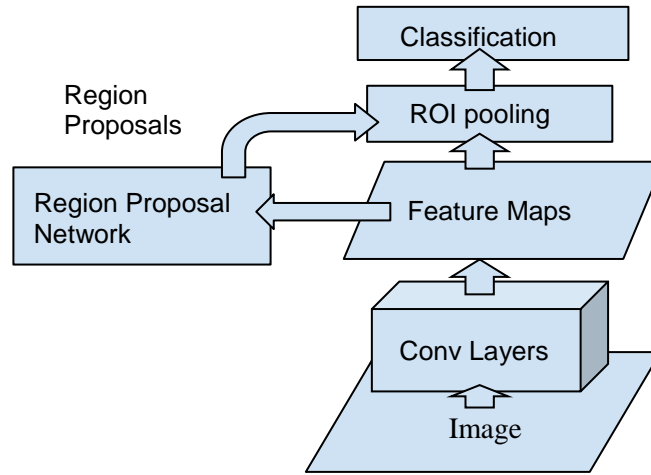 Classification
Region
Proposals
ROI pooling
Region Proposal
Network
Feature Maps
Conv Layers
Image